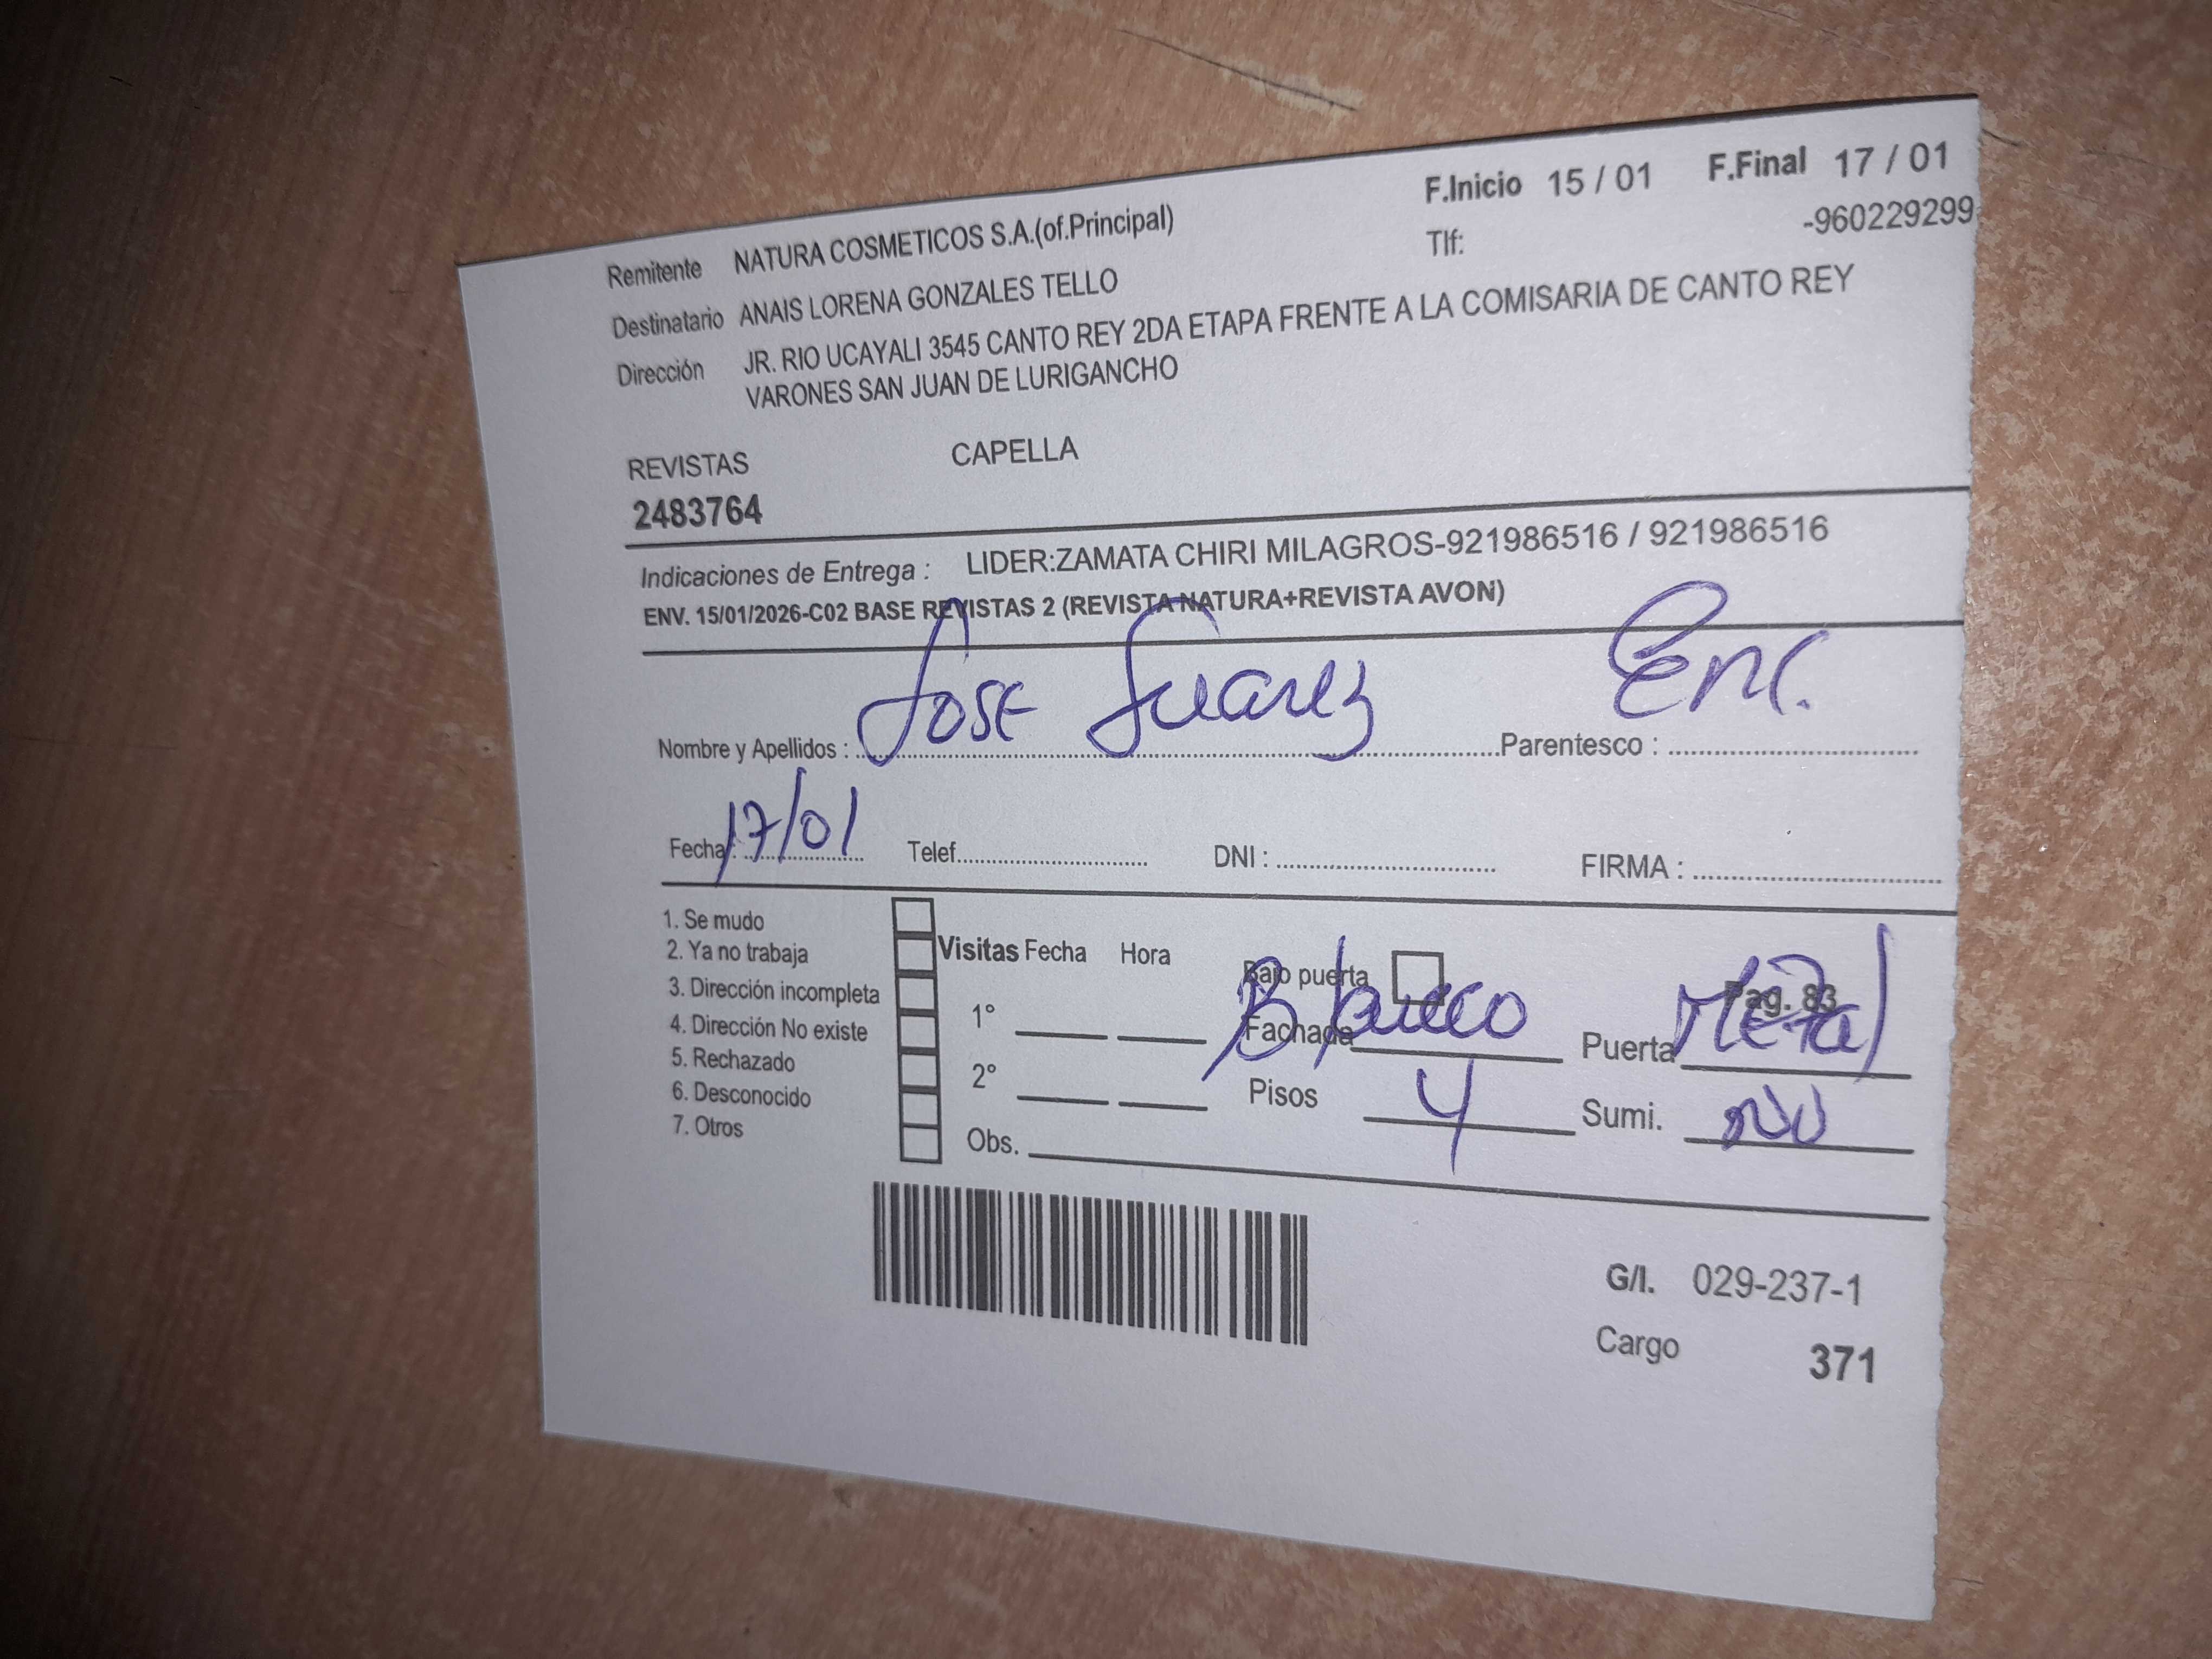 F.Inicio 15 / 01 F.Final 17 / 01
Remitente NATURA COSMETICOS S.A.(of.Principal) Tlf: -960229299
Destinatario ANAIS LORENA GONZALES TELLO
Dirección JR. RIO UCAYALI 3545 CANTO REY 2DA ETAPA FRENTE A LA COMISARIA DE CANTO REY
VARONES SAN JUAN DE LURIGANCHO
REVISTAS CAPELLA
2483764
Indicaciones de Entrega : LIDER:ZAMATA CHIRI MILAGROS-921986516 / 921986516
ENV. 15/01/2026-C02 BASE REVISTAS 2 (REVISTA NATURA+REVISTA AVON)
Nombre y Apellidos : Jose Suarez Parentesco : Enc.
Fecha : 17/01 Telef. DNI : FIRMA :
1. Se mudo
2. Ya no trabaja
3. Dirección incompleta
4. Dirección No existe
5. Rechazado
6. Desconocido
7. Otros
Visitas Fecha Hora
1°
2°
Obs.
Bajo puerta Pag. 83
Fachada Blanco Puerta Metal
Pisos 4 Sumi.
G/I. 029-237-1
Cargo 371